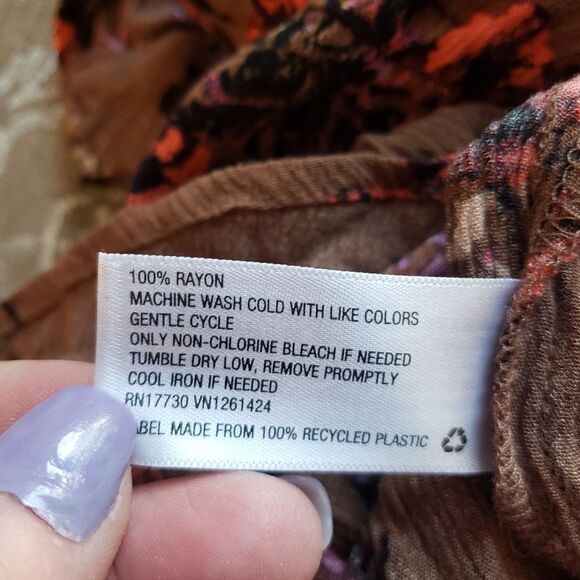 100% RAYON
MACHINE WASH COLD WITH LIKE COLORS
GENTLE CYCLE
ONLY NON-CHLORINE BLEACH IF NEEDED
TUMBLE DRY LOW, REMOVE PROMPTLY
COOL IRON IF NEEDED
RN17730 VN1261424
ABEL MADE FROM 100% RECYCLED PLASTIC